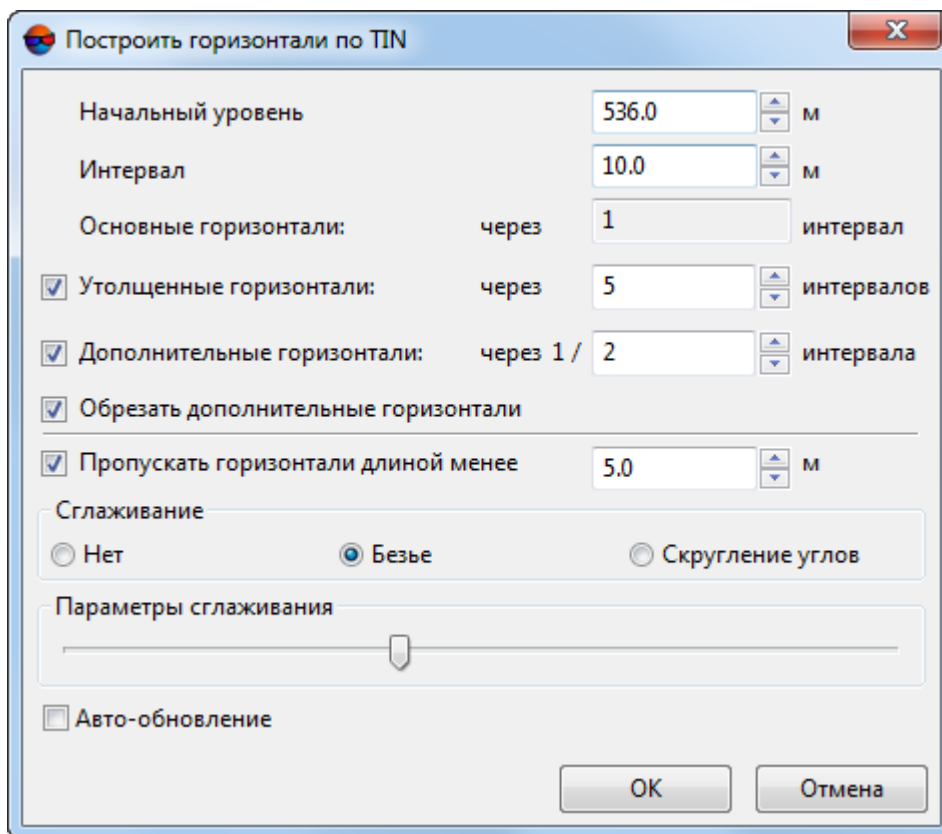 Построить горизонтали по TIN
Начальный уровень 536.0 м
Интервал 10.0 м
Основные горизонтали: через 1 интервал
Утолщенные горизонтали: через 5 интервалов
Дополнительные горизонтали: через 1 / 2 интервала
Обрезать дополнительные горизонтали
Пропускать горизонтали длиной менее 5.0 м
Сглаживание
Нет Безье Скругление углов
Параметры сглаживания
Авто-обновление
OK Отмена